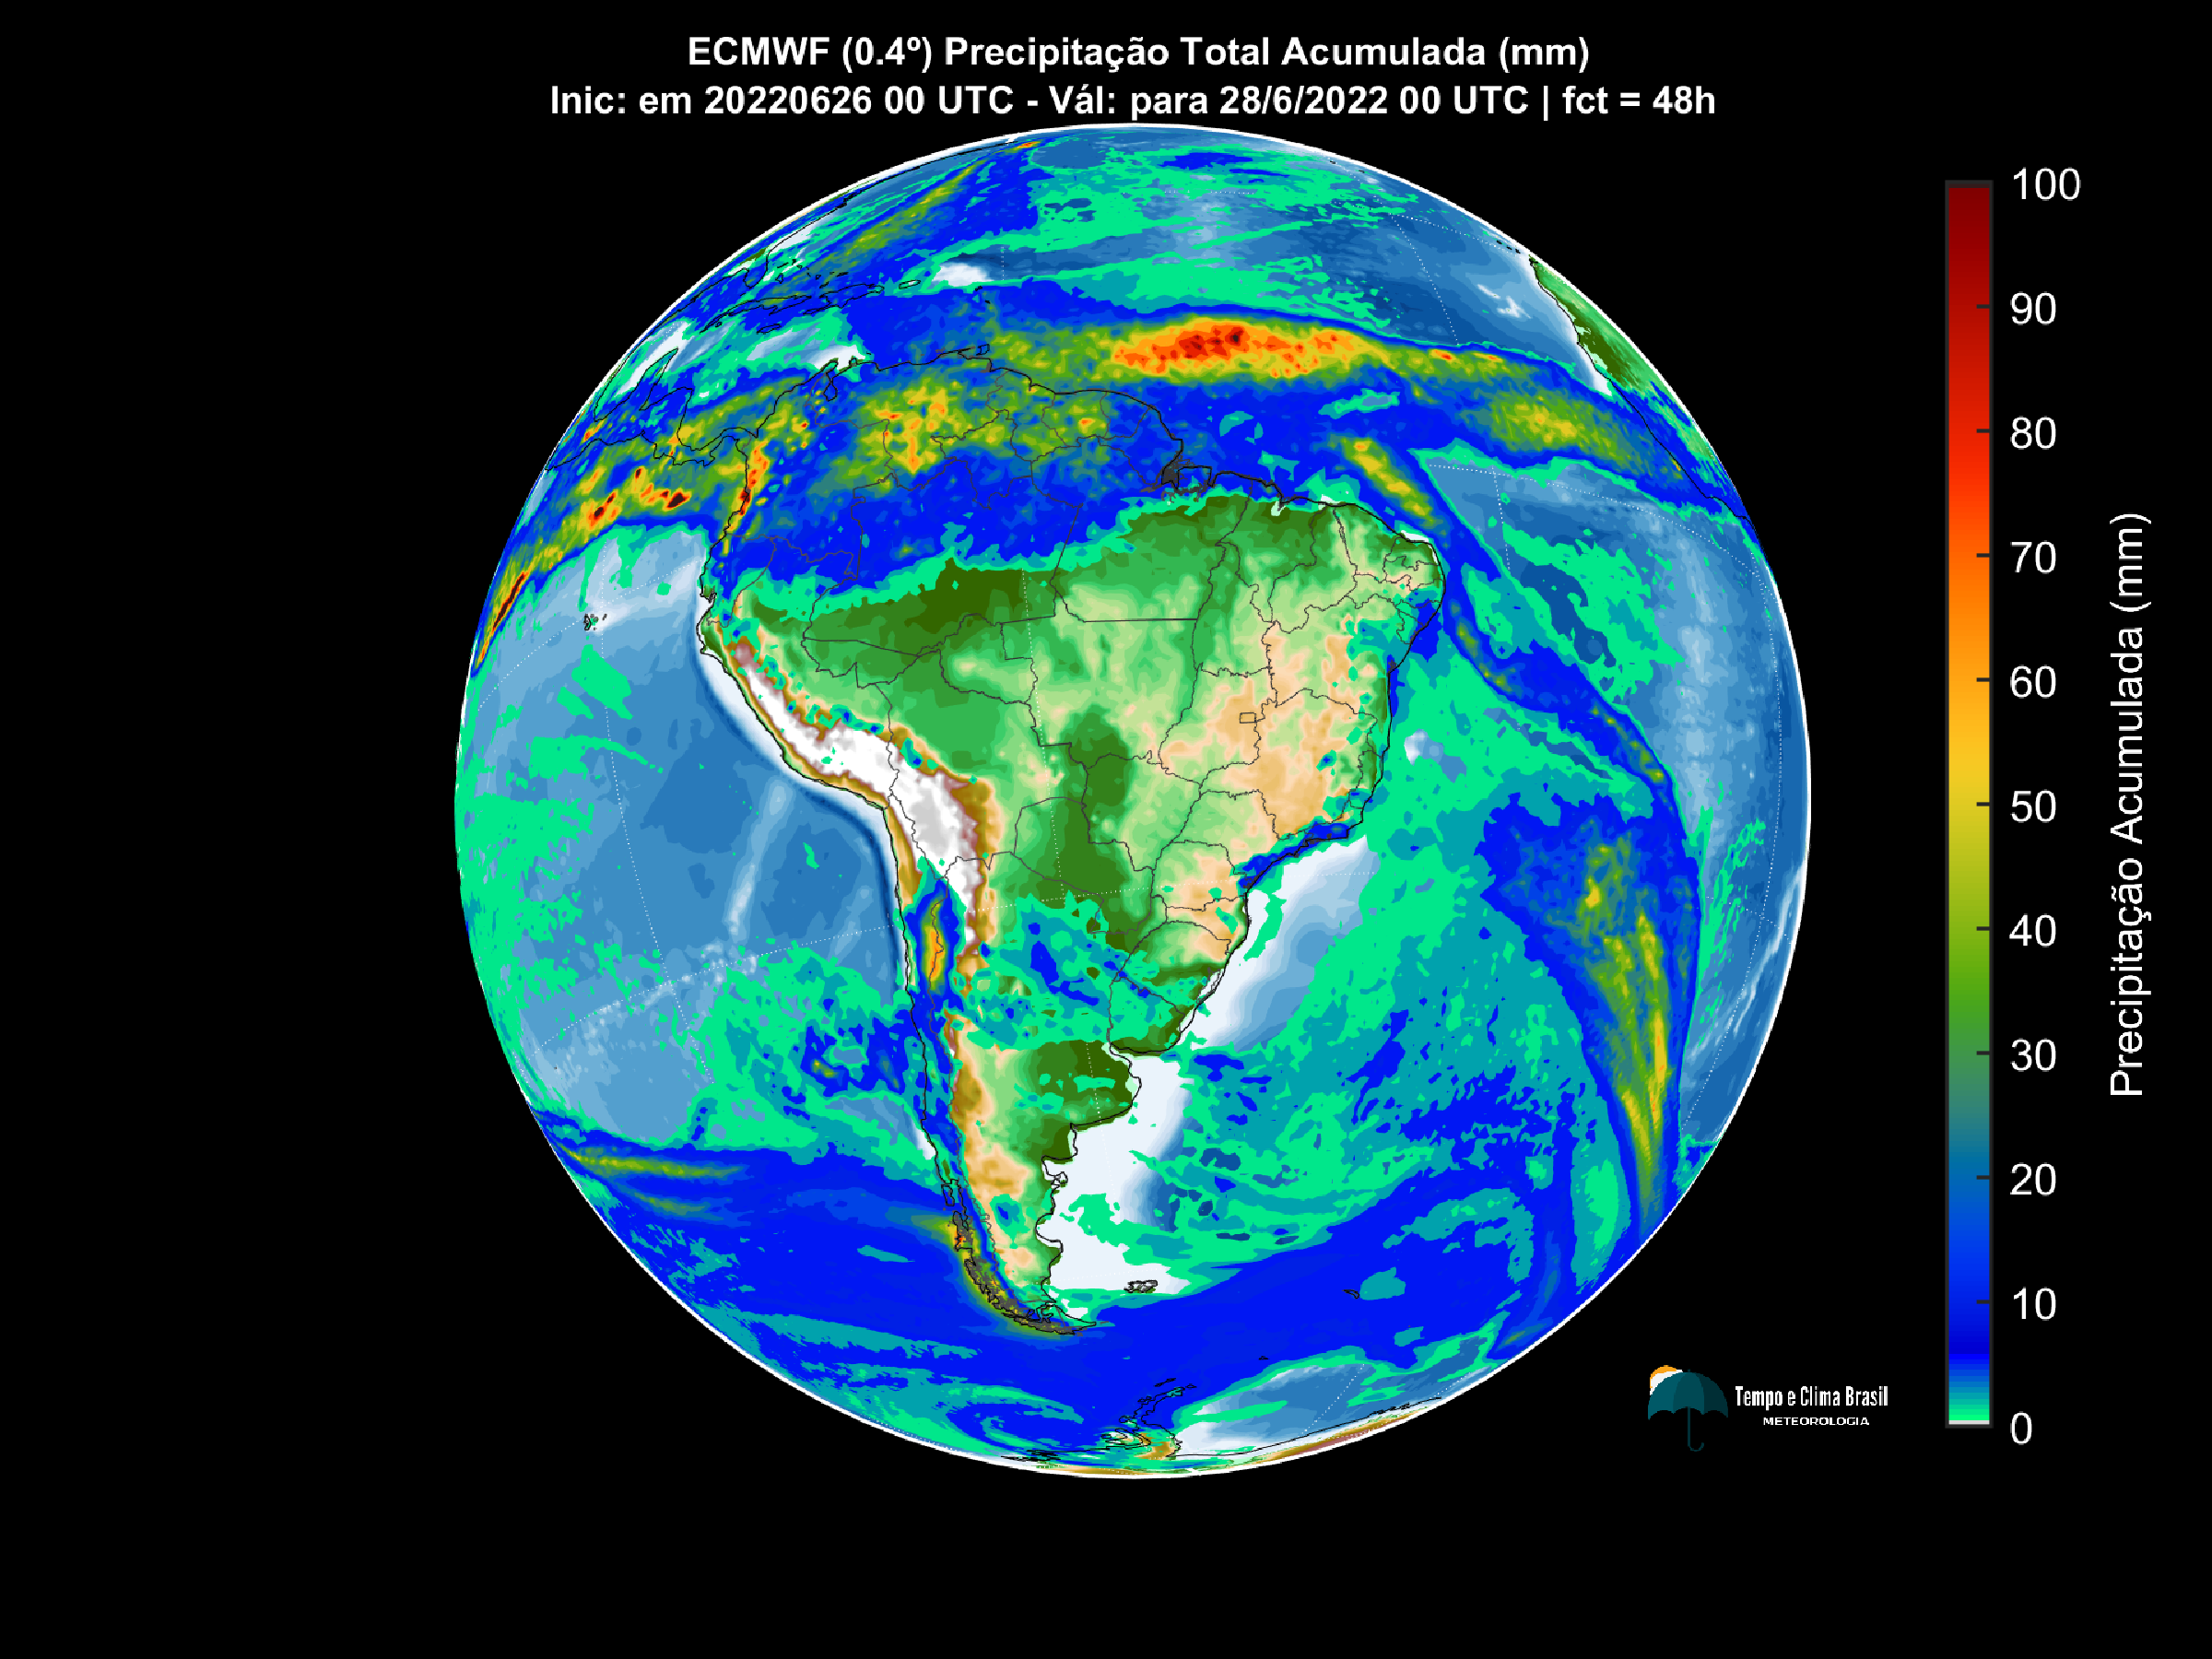 ECMWF (0.4º) Precipitação Total Acumulada (mm)
Inic: em 20220626 00 UTC - Vál: para 28/6/2022 00 UTC | fct = 48h
100
90
80
70
60
50
40
30
20
10
0
Precipitação Acumulada (mm)
Tempo e Clima Brasil
METEOROLOGIA